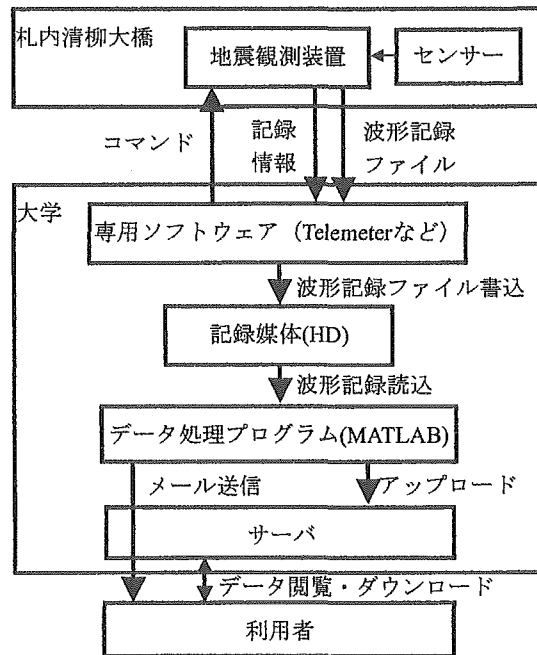 札内清柳大橋
地震観測装置
センサー
コマンド
記録
情報
波形記録
ファイル
大学
専用ソフトウェア（Telemeterなど）
波形記録ファイル書込
記録媒体(HD)
波形記録読込
データ処理プログラム(MATLAB)
メール送信
アップロード
サーバ
データ閲覧・ダウンロード
利用者